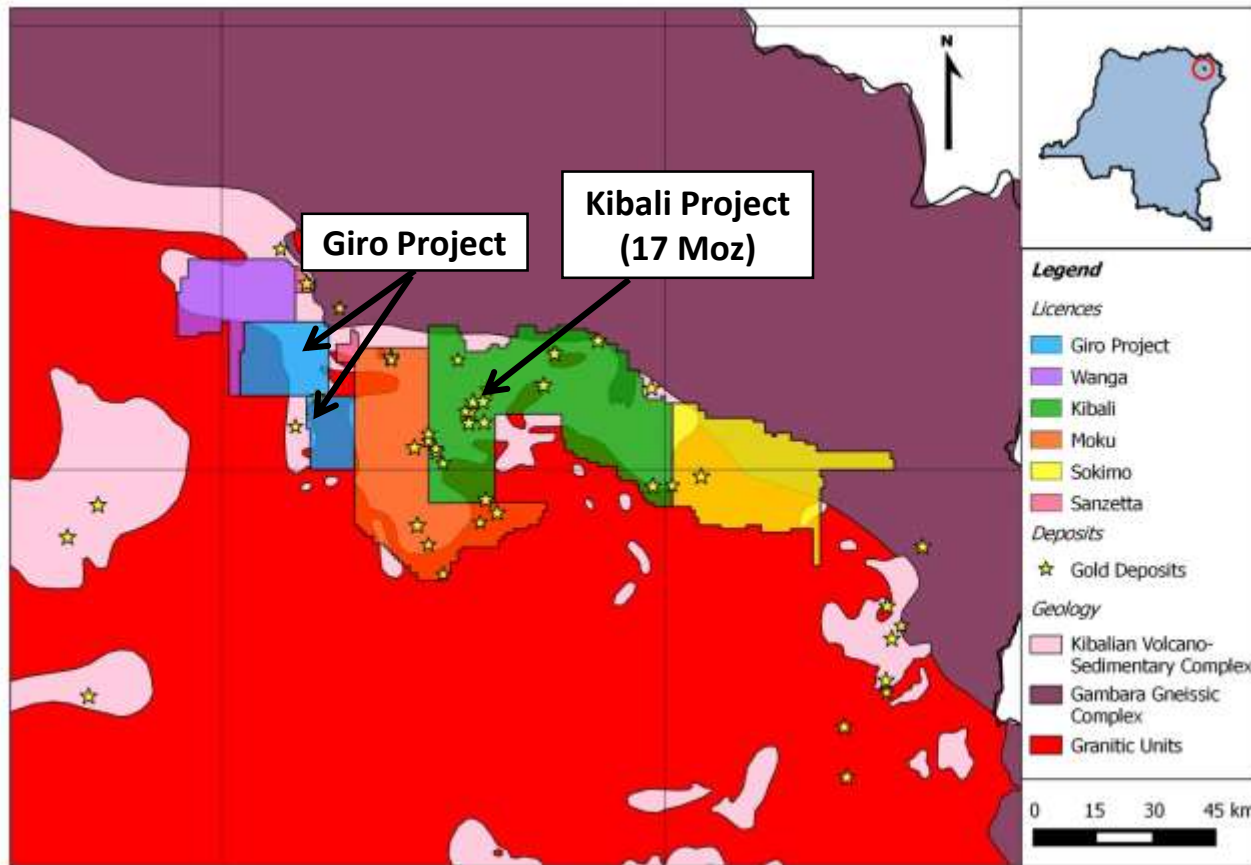 N
Giro Project
Kibali Project
(17 Moz)
Legend
Licences
Giro Project
Wanga
Kibali
Moku
Sokimo
Sanzetta
Deposits
Gold Deposits
Geology
Kibalian Volcano-
Sedimentary Complex
Gambara Gneissic
Complex
Granitic Units
0 15 30 45 km